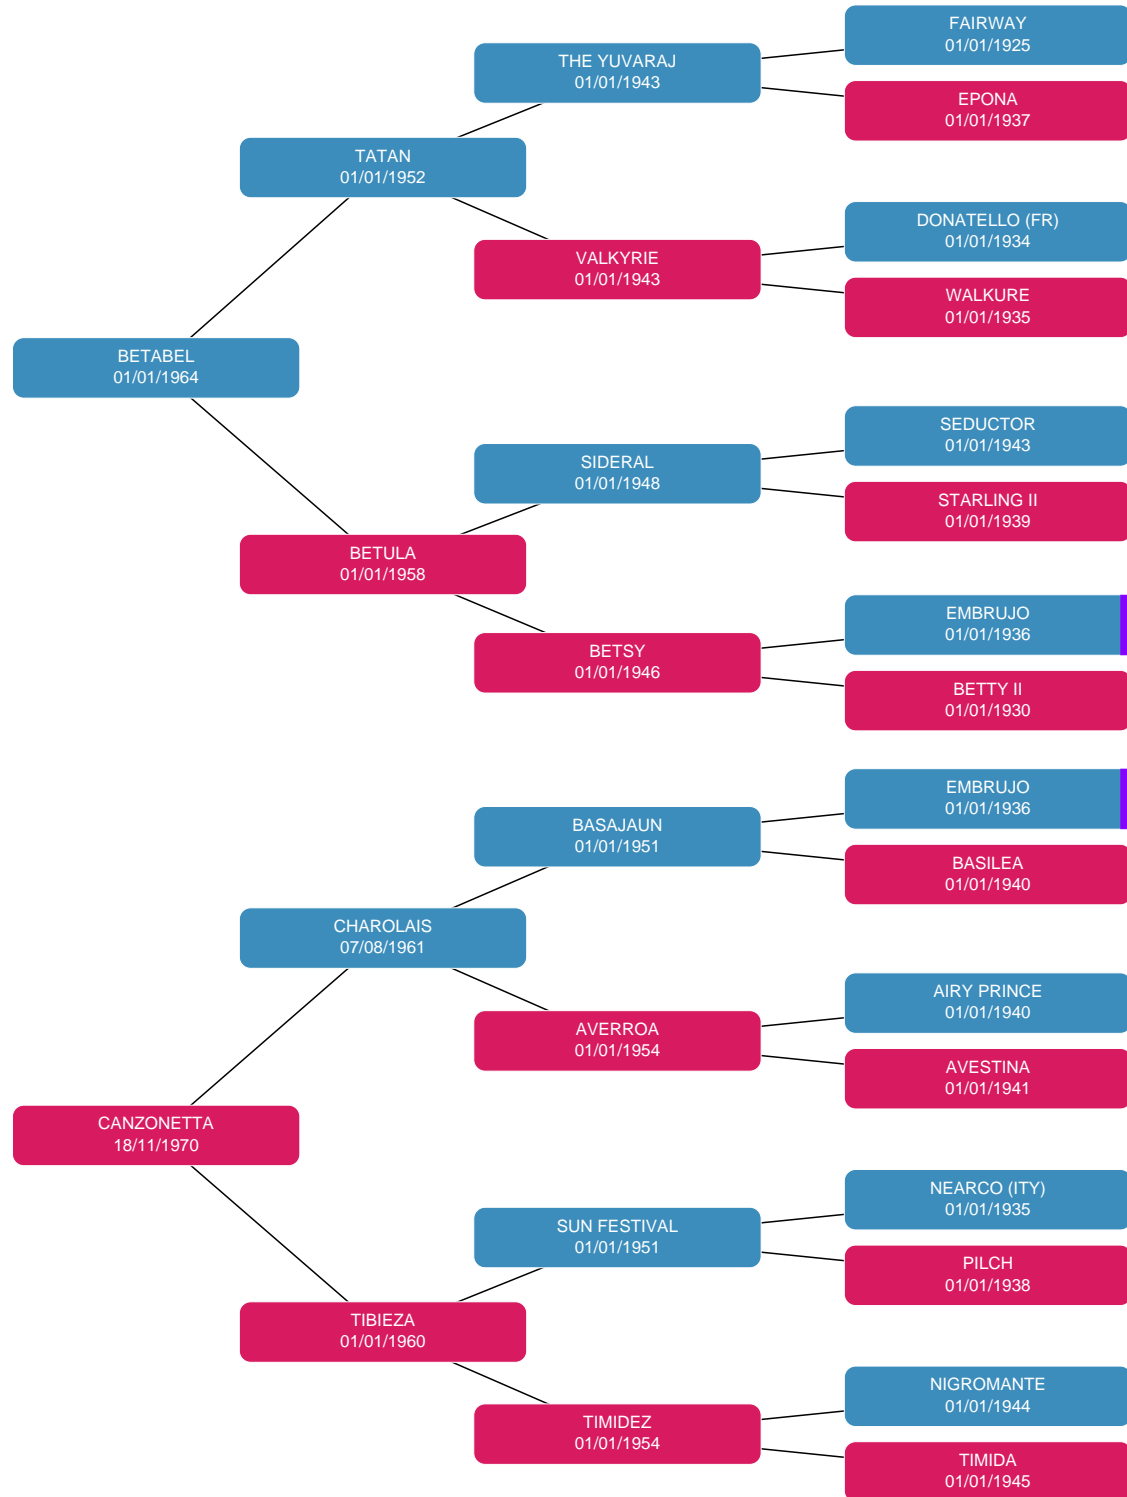 FAIRWAY
01/01/1925
THE YUVARAJ
01/01/1943
EPONA
01/01/1937
TATAN
01/01/1952
DONATELLO (FR)
01/01/1934
VALKYRIE
01/01/1943
WALKURE
01/01/1935
BETABEL
01/01/1964
SEDUCTOR
01/01/1943
SIDERAL
01/01/1948
STARLING II
01/01/1939
BETULA
01/01/1958
EMBRUJO
01/01/1936
BETSY
01/01/1946
BETTY II
01/01/1930
EMBRUJO
01/01/1936
BASAJAUN
01/01/1951
BASILEA
01/01/1940
CHAROLAIS
07/08/1961
AIRY PRINCE
01/01/1940
AVERROA
01/01/1954
AVESTINA
01/01/1941
CANZONETTA
18/11/1970
NEARCO (ITY)
01/01/1935
SUN FESTIVAL
01/01/1951
PILCH
01/01/1938
TIBIEZA
01/01/1960
NIGROMANTE
01/01/1944
TIMIDEZ
01/01/1954
TIMIDA
01/01/1945